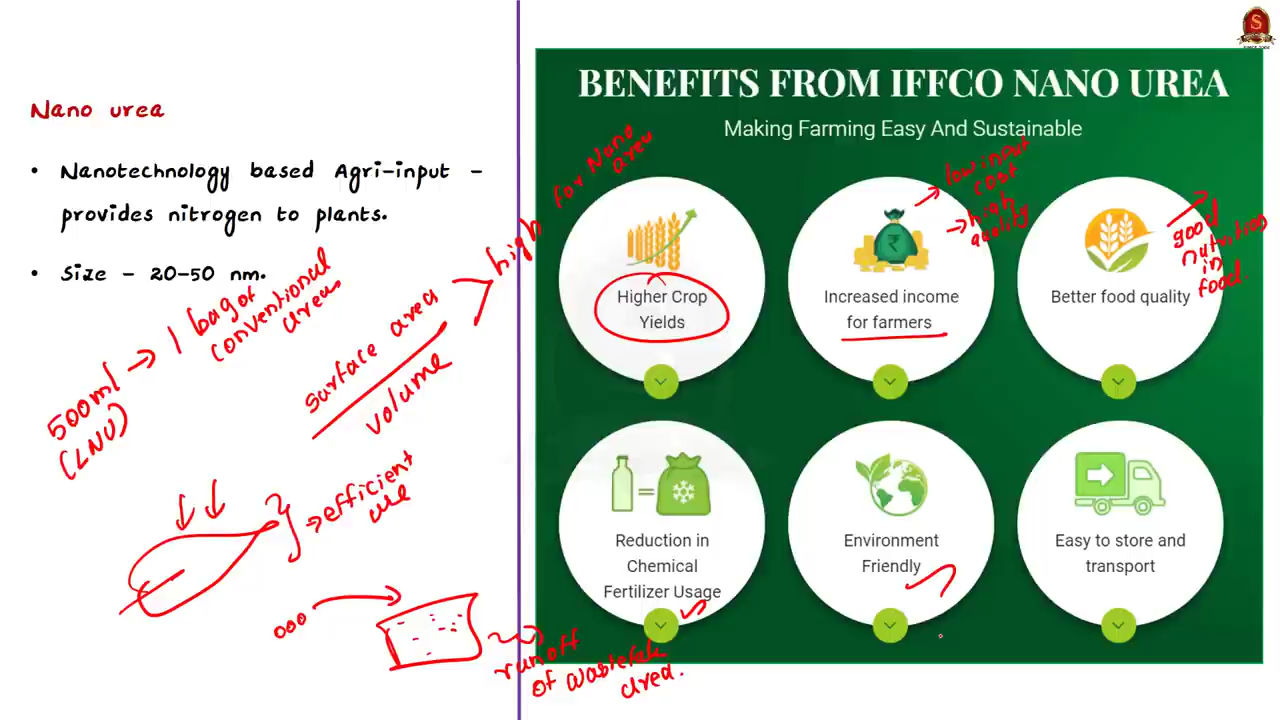 Nano urea
• Nanotechnology based Agri-input -
provides nitrogen to plants.
• Size - 20-50 nm.
500ml → 1 bag of
(LNU)
conventional
urea.
surface area
volume
high
for Nano
urea
→ efficient
use
000
runoff
of wasteful
urea.
S
SINCE 2004
BENEFITS FROM IFFCO NANO UREA
Making Farming Easy And Sustainable
Higher Crop
Yields
→ low input
cost
→ high
quality
₹
Increased income
for farmers
good
nutrition
in
food.
Better food quality
=
Reduction in
Chemical
Fertilizer Usage
Environment
Friendly
Easy to store and
transport